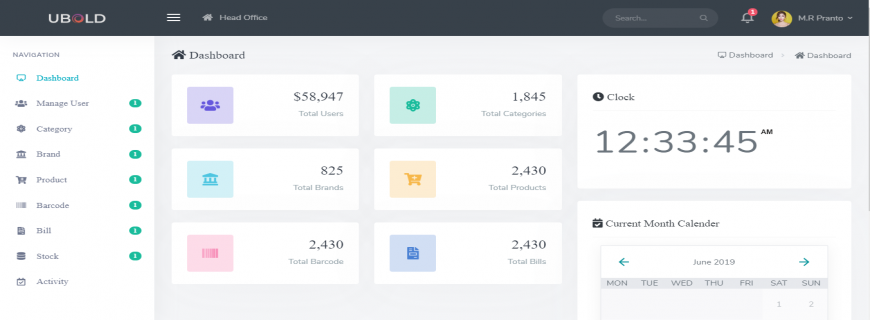 UBOLD
Head Office
Search...
1
M.R Pranto
NAVIGATION
Dashboard
Manage User 1
Category 1
Brand 1
Product 1
Barcode 1
Bill 1
Stock 1
Activity
Dashboard
Dashboard Dashboard
$58,947
Total Users
1,845
Total Categories
825
Total Brands
2,430
Total Products
2,430
Total Barcode
2,430
Total Bills
Clock
12:33:45 AM
Current Month Calender
June 2019
MON TUE WED THU FRI SAT SUN
1 2